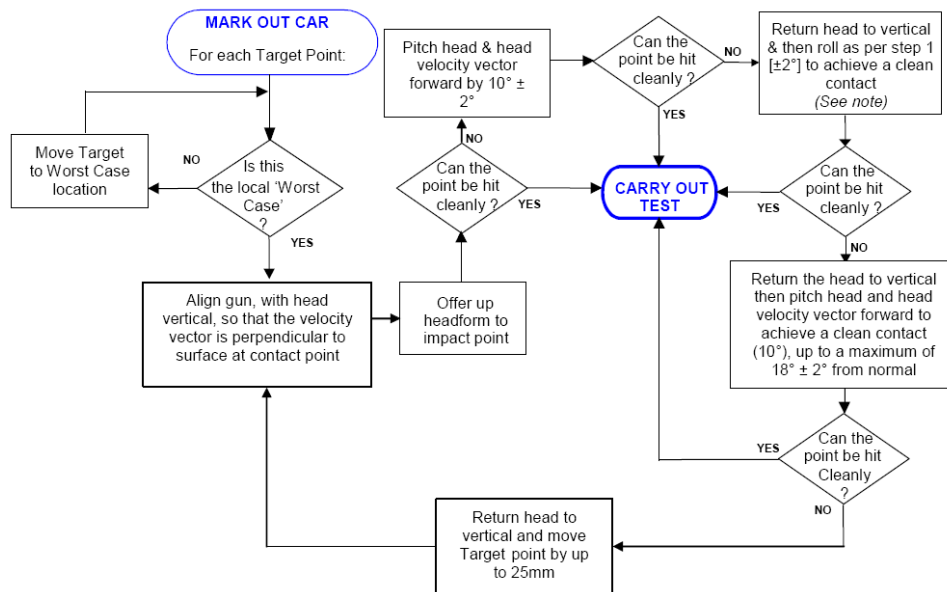 MARK OUT CAR
For each Target Point:
Is this
the local ‘Worst
Case’
?
NO
Move Target
to Worst Case
location
YES
Align gun, with head
vertical, so that the velocity
vector is perpendicular to
surface at contact point
Offer up
headform to
impact point
Can the
point be hit
cleanly ?
YES
NO
Pitch head & head
velocity vector
forward by 10° ±
2°
Can the
point be hit
cleanly ?
YES
NO
Return head to vertical
& then roll as per step 1
[±2°] to achieve a clean
contact
(See note)
Can the
point be hit
cleanly ?
YES
NO
CARRY OUT
TEST
Return the head to vertical
then pitch head and head
velocity vector forward to
achieve a clean contact
(10°), up to a maximum of
18° ± 2° from normal
Can the
point be hit
Cleanly
?
YES
NO
Return head to
vertical and move
Target point by up
to 25mm